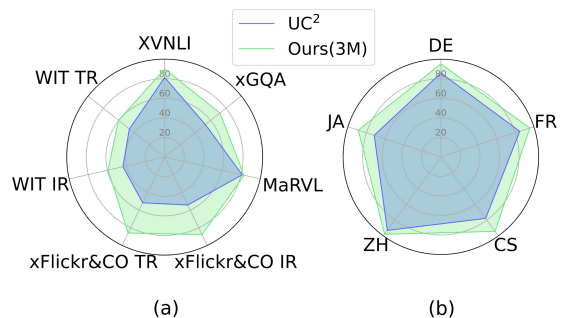 UC²
Ours(3M)
XVNLI
WIT TR
xGQA
80
60
40
20
WIT IR
MaRVL
xFlickr&CO TR
xFlickr&CO IR
(a)
DE
JA
FR
80
60
40
20
ZH
CS
(b)